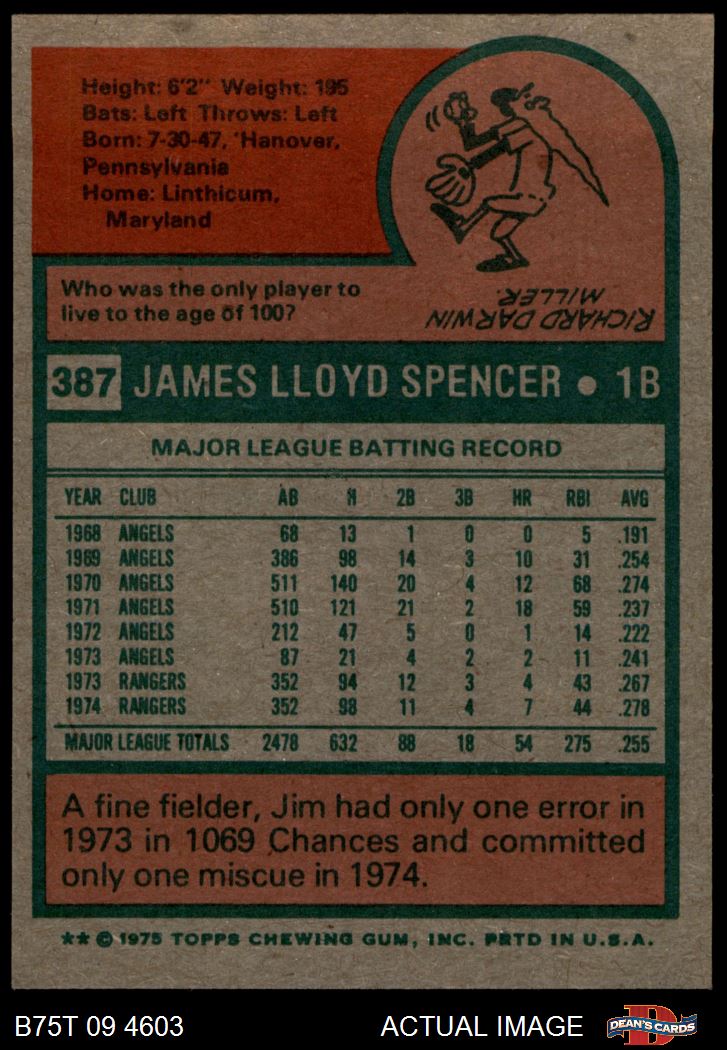 Height: 6'2" Weight: 195
Bats: Left Throws: Left
Born: 7-30-47, 'Hanover,
Pennsylvania
Home: Linthicum,
Maryland
Who was the only player to
live to the age of 100?
RICHARD DARWIN
MILLER.
387 JAMES LLOYD SPENCER • 1B
MAJOR LEAGUE BATTING RECORD
YEAR CLUB AB H 2B 3B HR RBI AVG
1968 ANGELS 68 13 1 0 0 5 .191
1969 ANGELS 386 98 14 3 10 31 .254
1970 ANGELS 511 140 20 4 12 68 .274
1971 ANGELS 510 121 21 2 18 59 .237
1972 ANGELS 212 47 5 0 1 14 .222
1973 ANGELS 87 21 4 2 2 11 .241
1973 RANGERS 352 94 12 3 4 43 .267
1974 RANGERS 352 98 11 4 7 44 .278
MAJOR LEAGUE TOTALS 2478 632 88 18 54 275 .255
A fine fielder, Jim had only one error in
1973 in 1069 Chances and committed
only one miscue in 1974.
** © 1975 TOPPS CHEWING GUM, INC. PRTD IN U.S.A.
B75T 09 4603 ACTUAL IMAGE DEAN'S CARDS